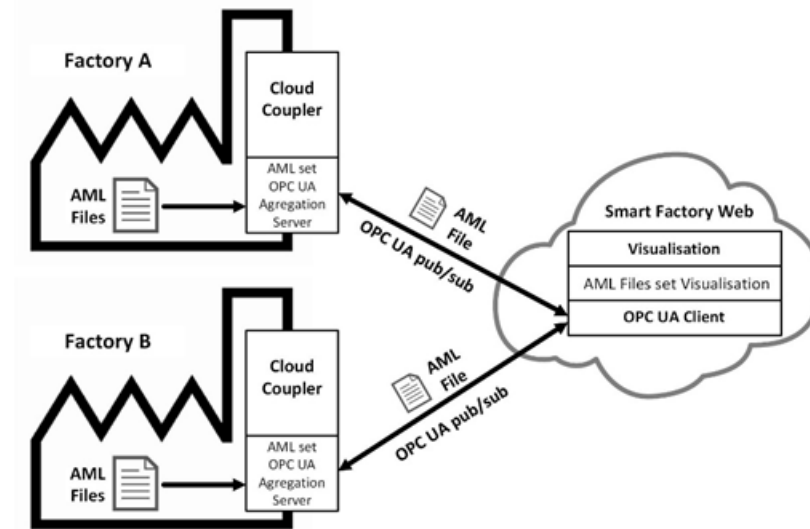 Factory A
Cloud
Coupler
AML
Files
AML set
OPC UA
Agregation
Server
AML
File
OPC UA pub/sub
Smart Factory Web
Visualisation
AML Files set Visualisation
OPC UA Client
Factory B
Cloud
Coupler
AML
Files
AML set
OPC UA
Agregation
Server
AML
File
OPC UA pub/sub